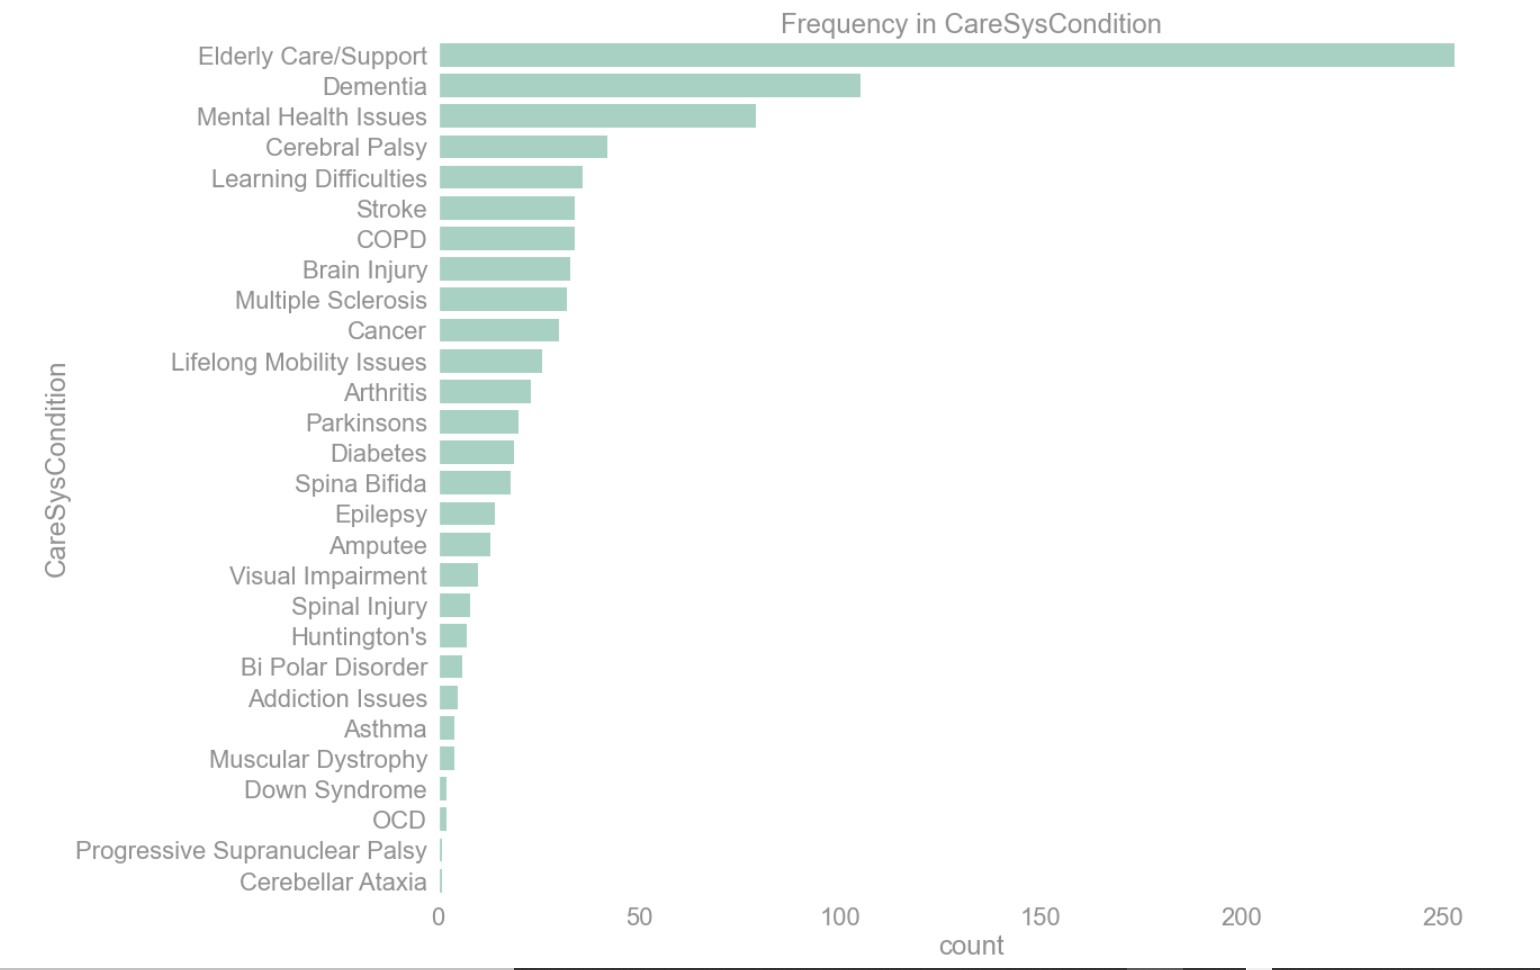 Frequency in CareSysCondition
Elderly Care/Support
Dementia
Mental Health Issues
Cerebral Palsy
Learning Difficulties
Stroke
COPD
Brain Injury
Multiple Sclerosis
Cancer
Lifelong Mobility Issues
Arthritis
Parkinsons
Diabetes
Spina Bifida
Epilepsy
Amputee
Visual Impairment
Spinal Injury
Huntington's
Bi Polar Disorder
Addiction Issues
Asthma
Muscular Dystrophy
Down Syndrome
OCD
Progressive Supranuclear Palsy
Cerebellar Ataxia
CareSysCondition
0 50 100 150 200 250
count